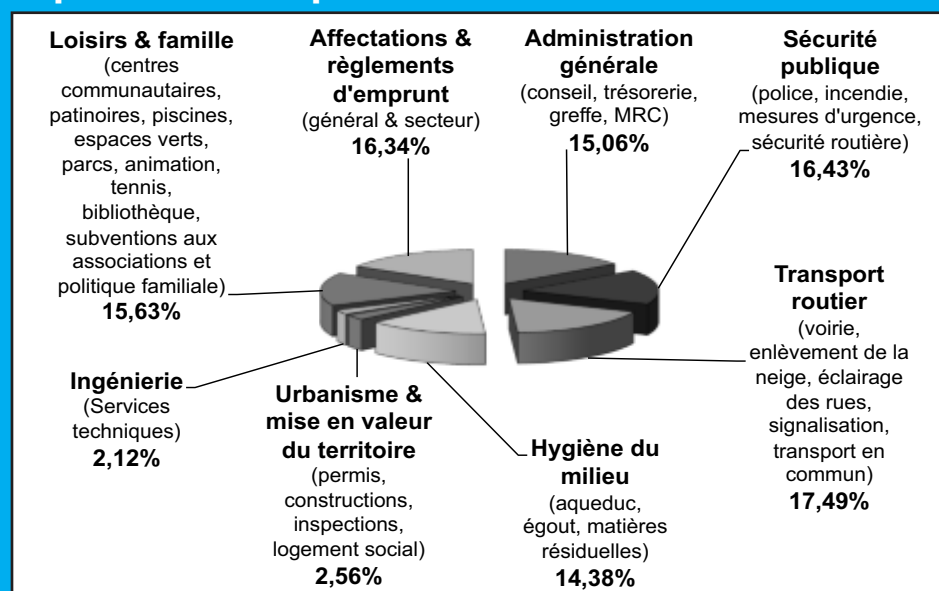 Loisirs & famille
(centres
communautaires,
patinoires, piscines,
espaces verts,
parcs, animation,
tennis,
bibliothèque,
subventions aux
associations et
politique familiale)
15,63%
Affectations &
règlements
d'emprunt
(général & secteur)
16,34%
Administration
générale
(conseil, trésorerie,
greffe, MRC)
15,06%
Sécurité
publique
(police, incendie,
mesures d'urgence,
sécurité routière)
16,43%
Transport
routier
(voirie,
enlèvement de la
neige, éclairage
des rues,
signalisation,
transport en
commun)
17,49%
Ingénierie
(Services
techniques)
2,12%
Urbanisme &
mise en valeur
du territoire
(permis,
constructions,
inspections,
logement social)
2,56%
Hygiène du
milieu
(aqueduc,
égout, matières
résiduelles)
14,38%